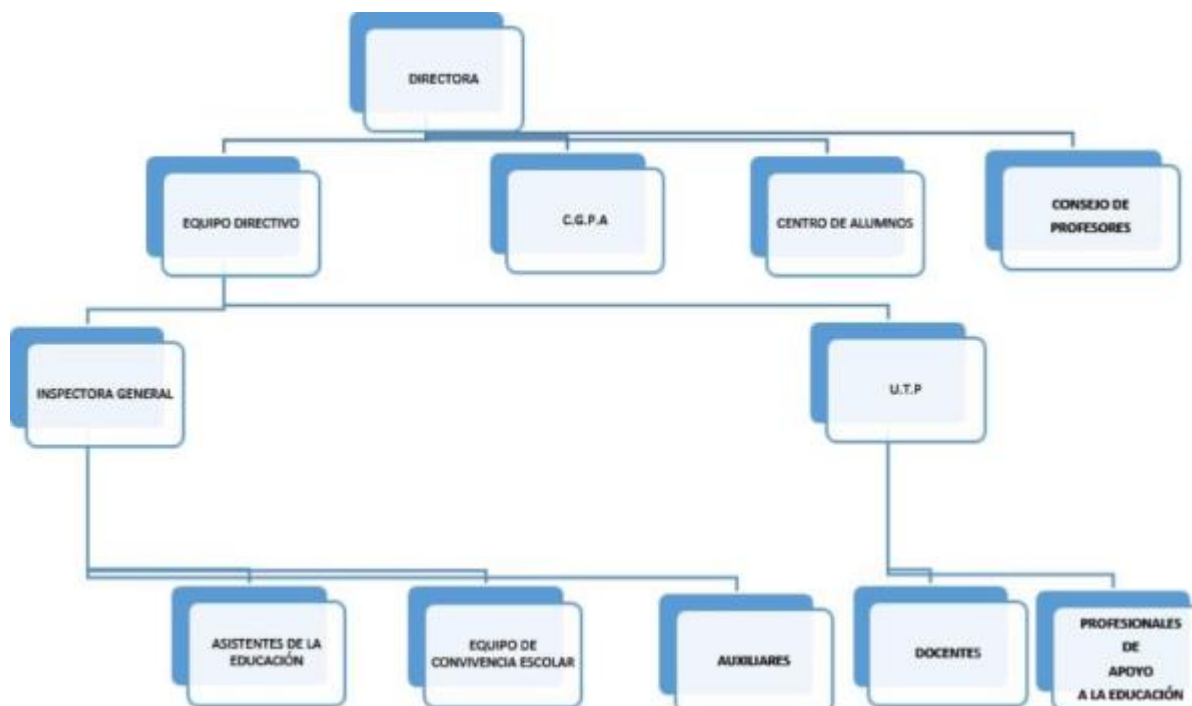 DIRECTORA
EQUIPO DIRECTIVO
C.G.P.A
CENTRO DE ALUMNOS
CONSEJO DE
PROFESORES
INSPECTORA GENERAL
U.T.P
ASISTENTES DE LA
EDUCACIÓN
EQUIPO DE
CONVIVENCIA ESCOLAR
AUXILIARES
DOCENTES
PROFESIONALES
DE
APOYO
A LA EDUCACIÓN